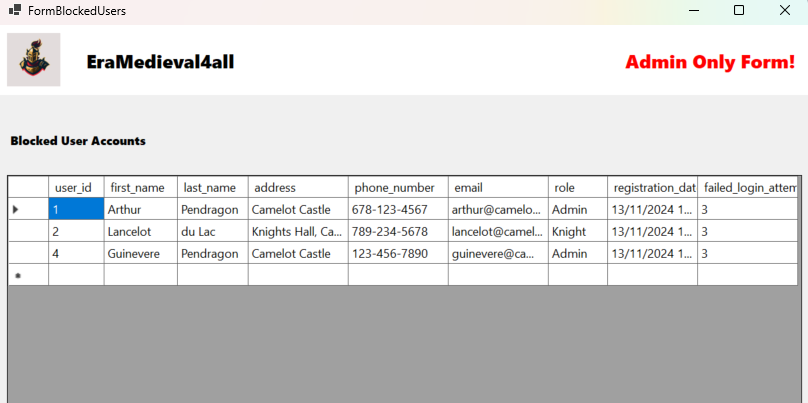 FormBlockedUsers
EraMedieval4all
Admin Only Form!
Blocked User Accounts
user_id first_name last_name address phone_number email role registration_dat failed_login_attem
1 Arthur Pendragon Camelot Castle 678-123-4567 arthur@camelo... Admin 13/11/2024 1... 3
2 Lancelot du Lac Knights Hall, Ca... 789-234-5678 lancelot@camel... Knight 13/11/2024 1... 3
4 Guinevere Pendragon Camelot Castle 123-456-7890 guinevere@ca... Admin 13/11/2024 1... 3